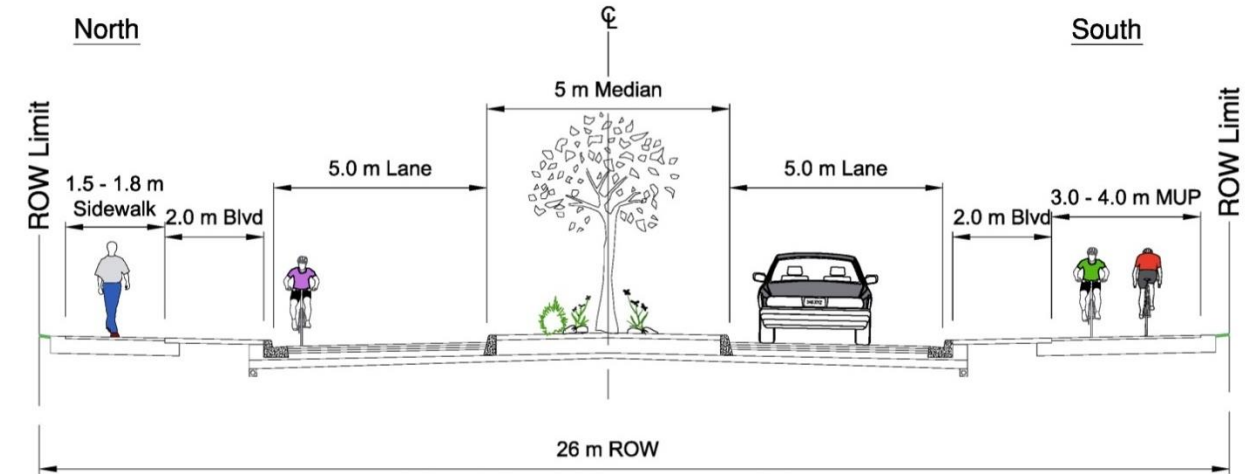 North
℄
South
5 m Median
ROW Limit
ROW Limit
5.0 m Lane
5.0 m Lane
1.5 - 1.8 m
Sidewalk
2.0 m Blvd
2.0 m Blvd
3.0 - 4.0 m MUP
26 m ROW